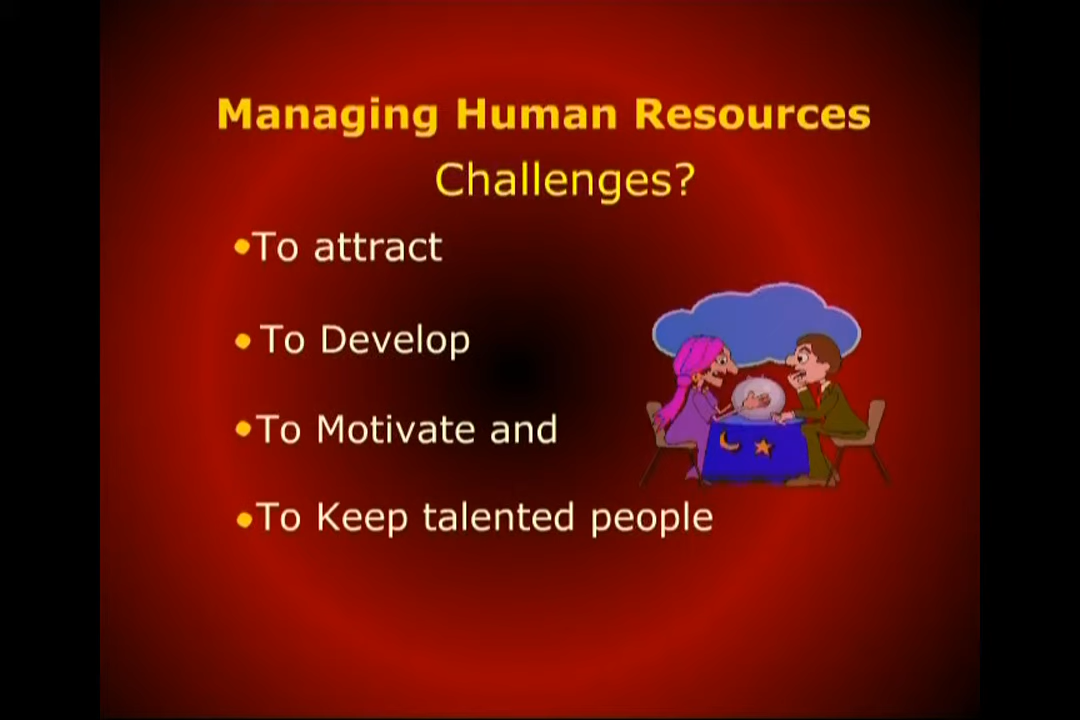 Managing Human Resources
Challenges?
•To attract
• To Develop
•To Motivate and
•To Keep talented people